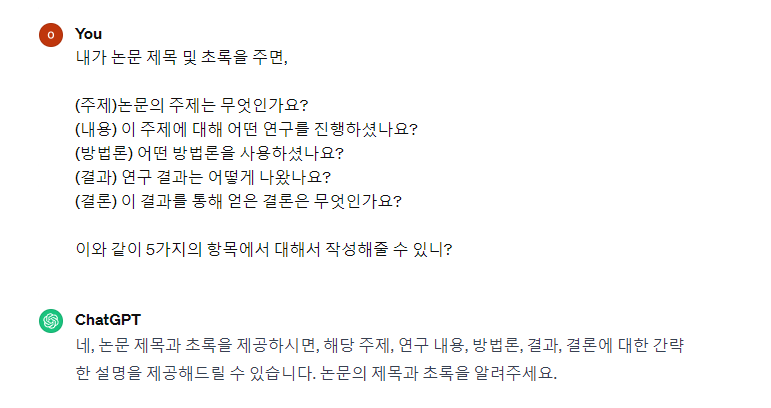 You
내가 논문 제목 및 초록을 주면,
(주제)논문의 주제는 무엇인가요?
(내용) 이 주제에 대해 어떤 연구를 진행하셨나요?
(방법론) 어떤 방법론을 사용하셨나요?
(결과) 연구 결과는 어떻게 나왔나요?
(결론) 이 결과를 통해 얻은 결론은 무엇인가요?
이와 같이 5가지의 항목에서 대해서 작성해줄 수 있니?
ChatGPT
네, 논문 제목과 초록을 제공하시면, 해당 주제, 연구 내용, 방법론, 결과, 결론에 대한 간략
한 설명을 제공해드릴 수 있습니다. 논문의 제목과 초록을 알려주세요.